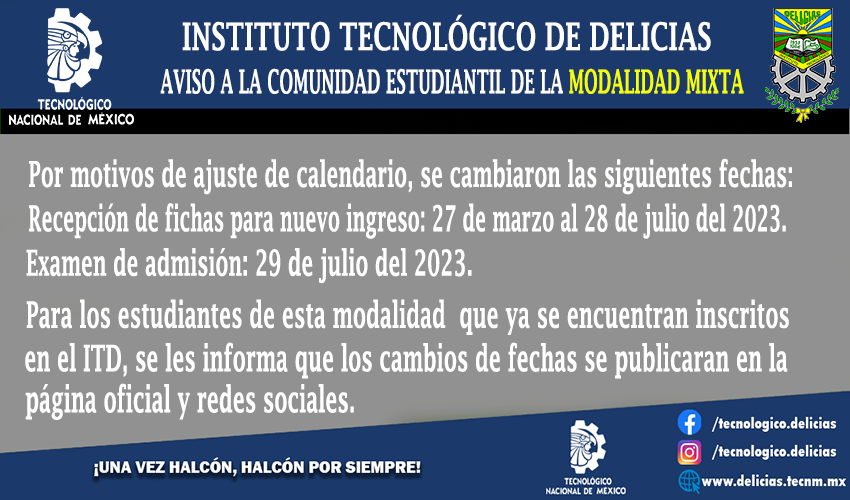 INSTITUTO TECNOLÓGICO DE DELICIAS
AVISO A LA COMUNIDAD ESTUDIANTIL DE LA MODALIDAD MIXTA
TECNOLÓGICO
NACIONAL DE MÉXICO
DELICIAS
Por motivos de ajuste de calendario, se cambiaron las siguientes fechas:
Recepción de fichas para nuevo ingreso: 27 de marzo al 28 de julio del 2023.
Examen de admisión: 29 de julio del 2023.
Para los estudiantes de esta modalidad que ya se encuentran inscritos
en el ITD, se les informa que los cambios de fechas se publicaran en la
página oficial y redes sociales.
¡UNA VEZ HALCÓN, HALCÓN POR SIEMPRE!
TECNOLÓGICO
NACIONAL DE MÉXICO
/tecnologico.delicias
/tecnologico.delicias
www.delicias.tecnm.mx